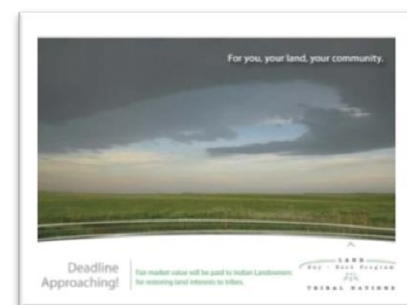 For you, your land, your community.
Deadline
Approaching!
Fair market value will be paid to Indian Landowners
for restoring land interests to tribes.
LAND
Buy - Back Program
TRIBAL NATIONS